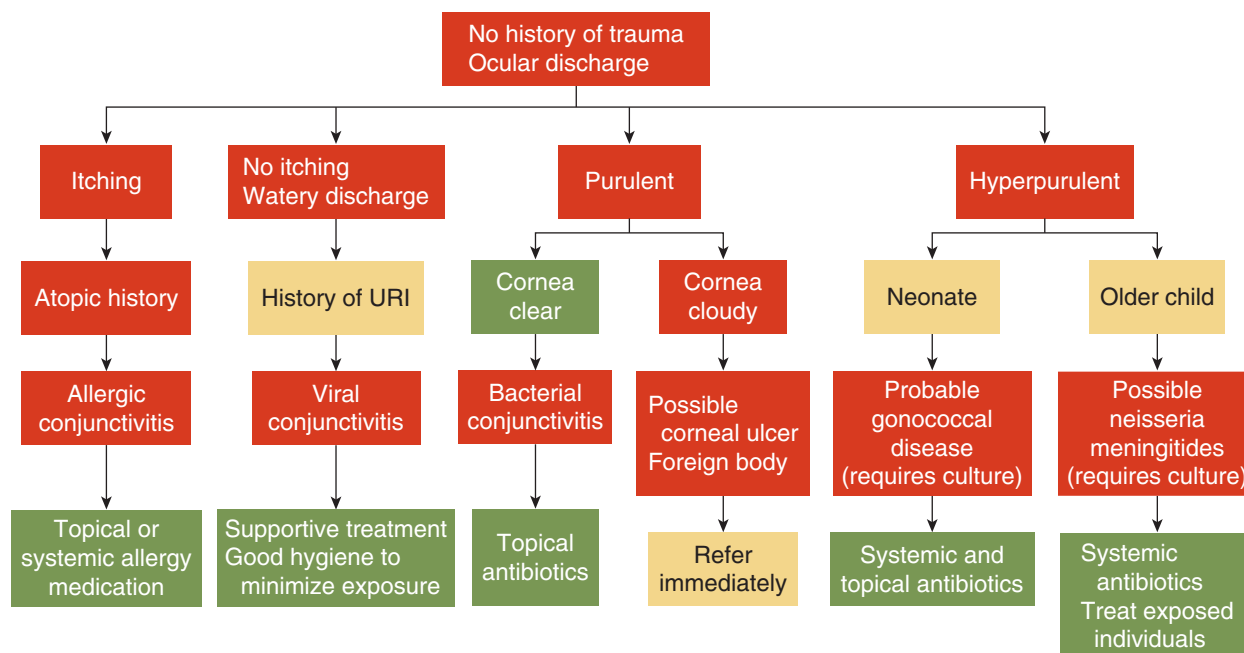 No history of trauma
Ocular discharge
Itching
No itching
Watery discharge
Purulent
Hyperpurulent
Atopic history
History of URI
Cornea
clear
Cornea
cloudy
Neonate
Older child
Allergic
conjunctivitis
Viral
conjunctivitis
Bacterial
conjunctivitis
Possible
corneal ulcer
Foreign body
Probable
gonococcal
disease
(requires culture)
Possible
neisseria
meningitides
(requires culture)
Topical or
systemic allergy
medication
Supportive treatment
Good hygiene to
minimize exposure
Topical
antibiotics
Refer
immediately
Systemic and
topical antibiotics
Systemic
antibiotics
Treat exposed
individuals